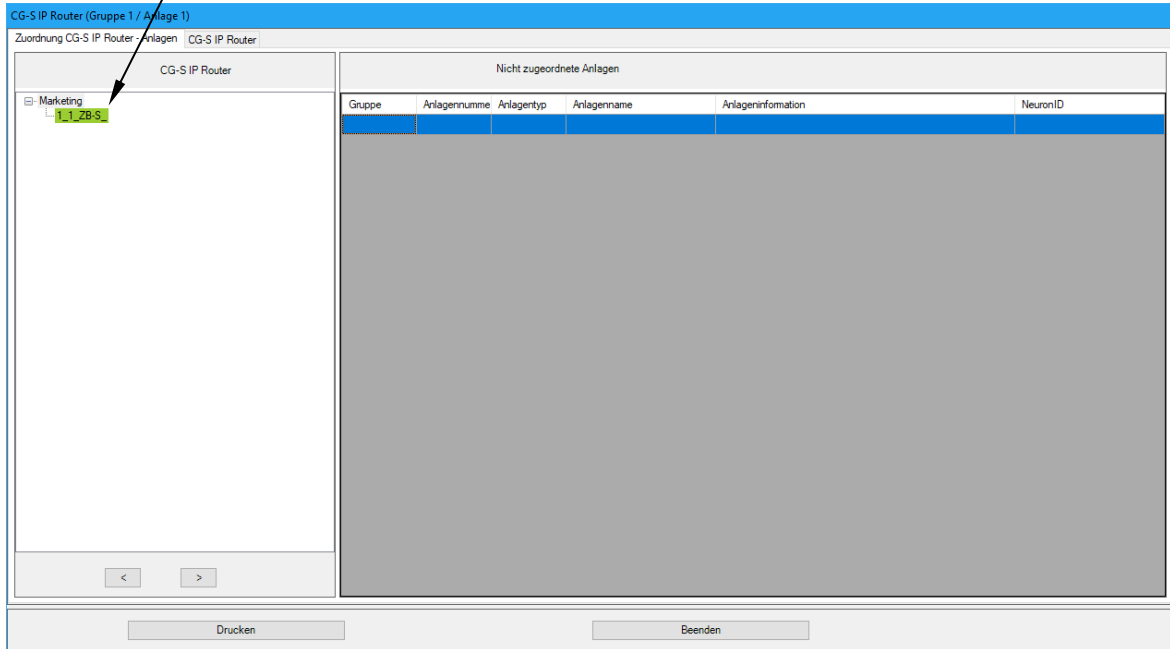 CG-S IP Router (Gruppe 1 / Anlage 1)
Zuordnung CG-S IP Router - Anlagen CG-S IP Router
CG-S IP Router
Nicht zugeordnete Anlagen
Marketing
1_1_ZB-S_
Gruppe Anlagennumme Anlagentyp Anlagenname Anlageninformation NeuronID
< >
Drucken Beenden